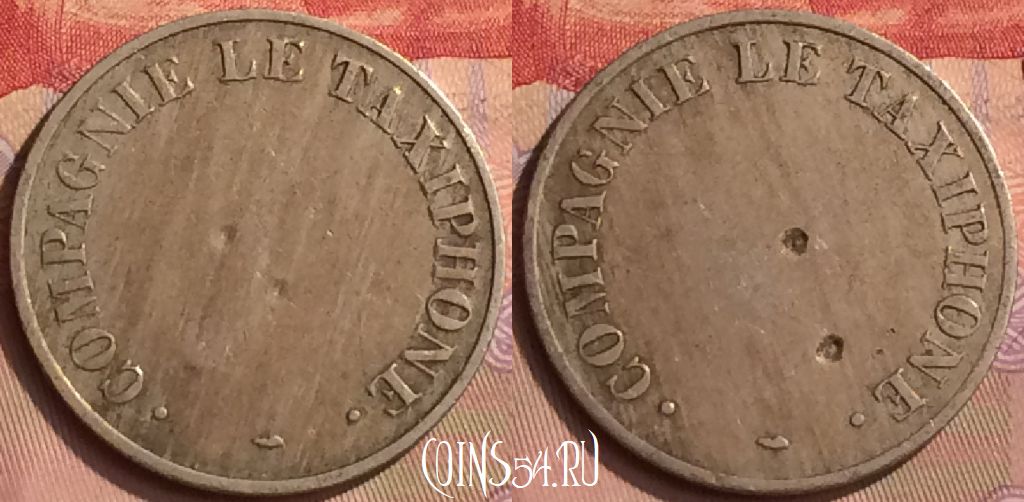 · COMPAGNIE LE TAXIPHONE ·
· COMPAGNIE LE TAXIPHONE ·
COINS54.RU